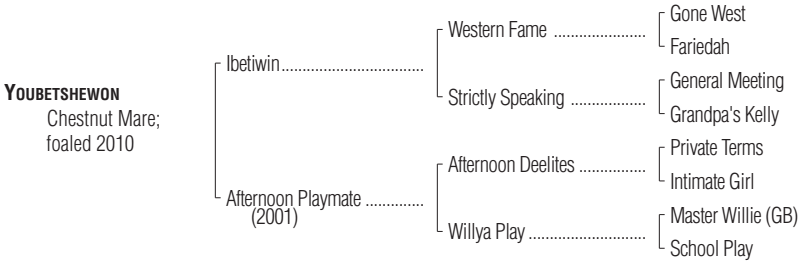 Gone West
Western Fame ..................
Fariedah
Ibetiwin................................
General Meeting
Strictly Speaking ..................
Grandpa's Kelly
YOUBETSHEWON
Chestnut Mare;
foaled 2010
Private Terms
Afternoon Deelites ................
Intimate Girl
Afternoon Playmate ..............
(2001)
Master Willie (GB)
Willya Play ...........................
School Play